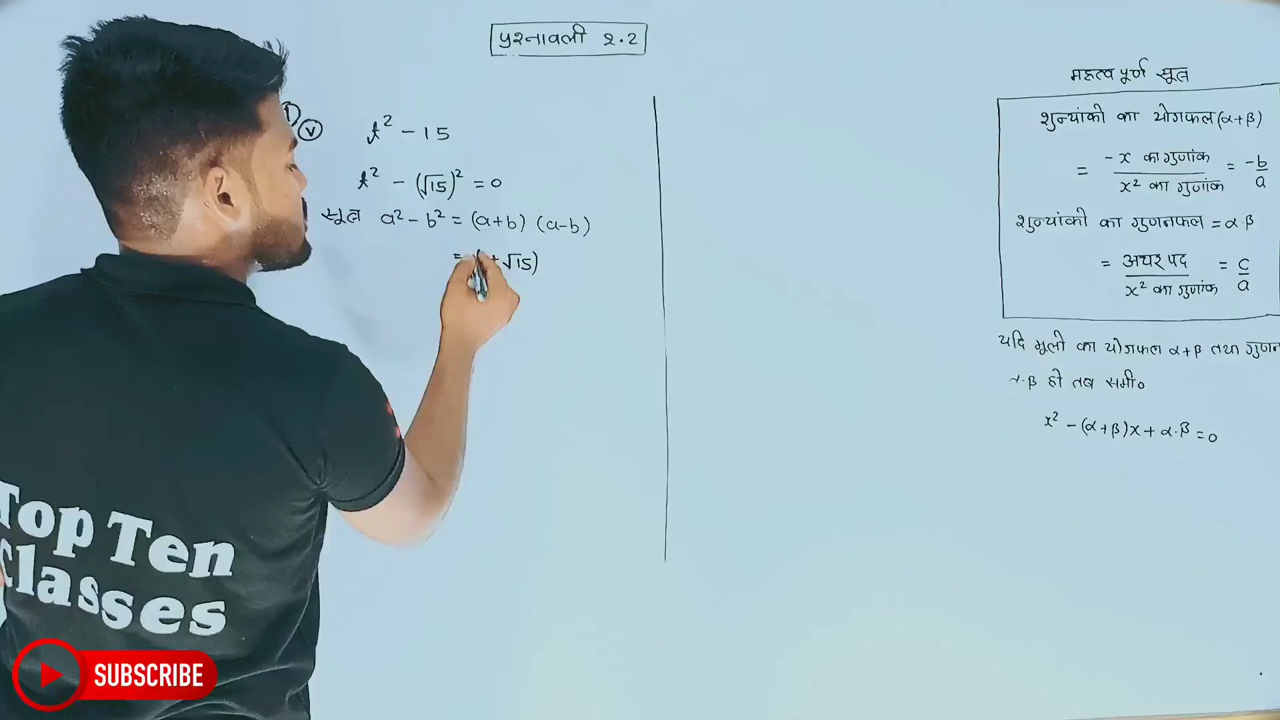 प्रश्नावली 2.2
①
ⓥ t² - 15
t² - (√15)² = 0
सूत्र a² - b² = (a+b) (a-b)
= + √15)
महत्वपूर्ण सूत्र
शुन्यांको का योगफल (α+β)
= -x का गुणांक / x² का गुणांक = -b/a
शुन्यांको का गुणनफल = α.β
= अचर पद / x² का गुणांक = c/a
यदि मूलो का योगफल α+β तथा
β हो तब समी०
x² - (α+β)x + α.β = 0
Top Ten
Classes
SUBSCRIBE